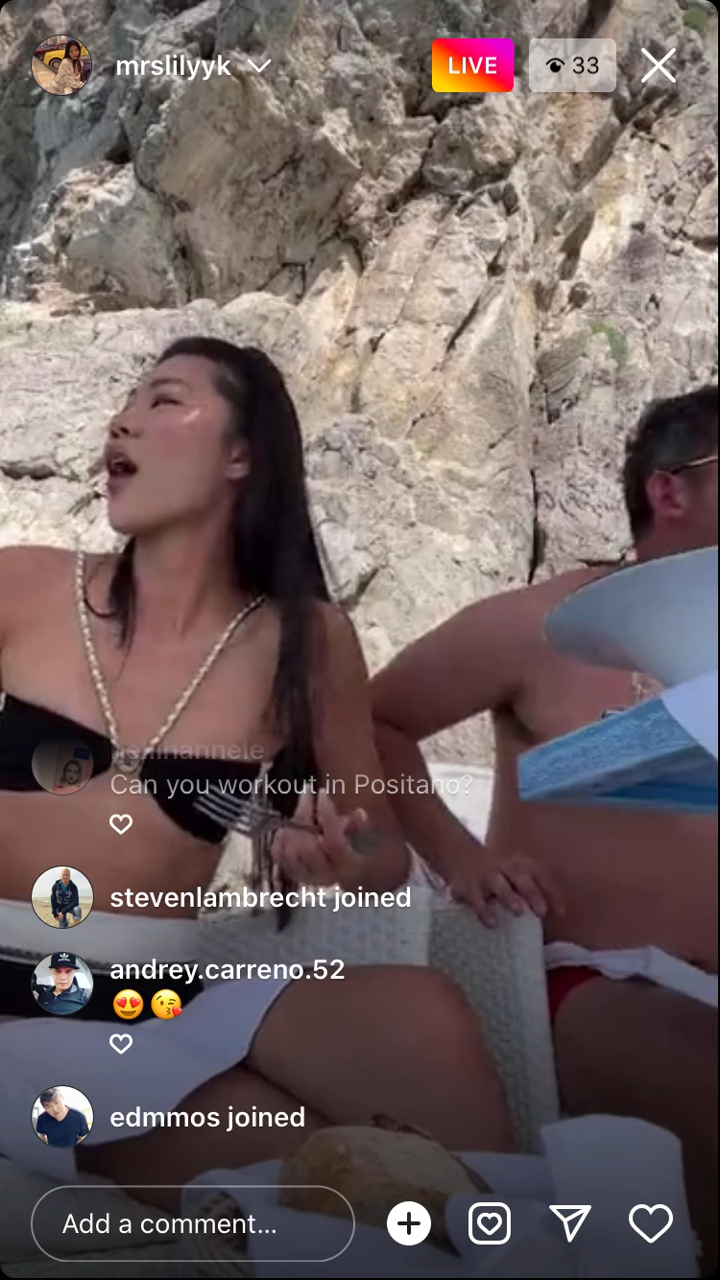 mrslilyyk
LIVE
33
Can you workout in Positano?
stevenlambrecht joined
andrey.carreno.52
😍😘
edmmos joined
Add a comment...